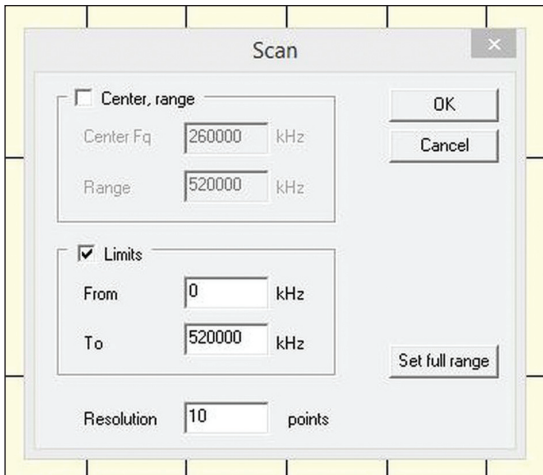 Scan
Center, range
OK
Center Fq 260000 kHz
Cancel
Range 520000 kHz
Limits
From 0 kHz
To 520000 kHz
Set full range
Resolution 10 points